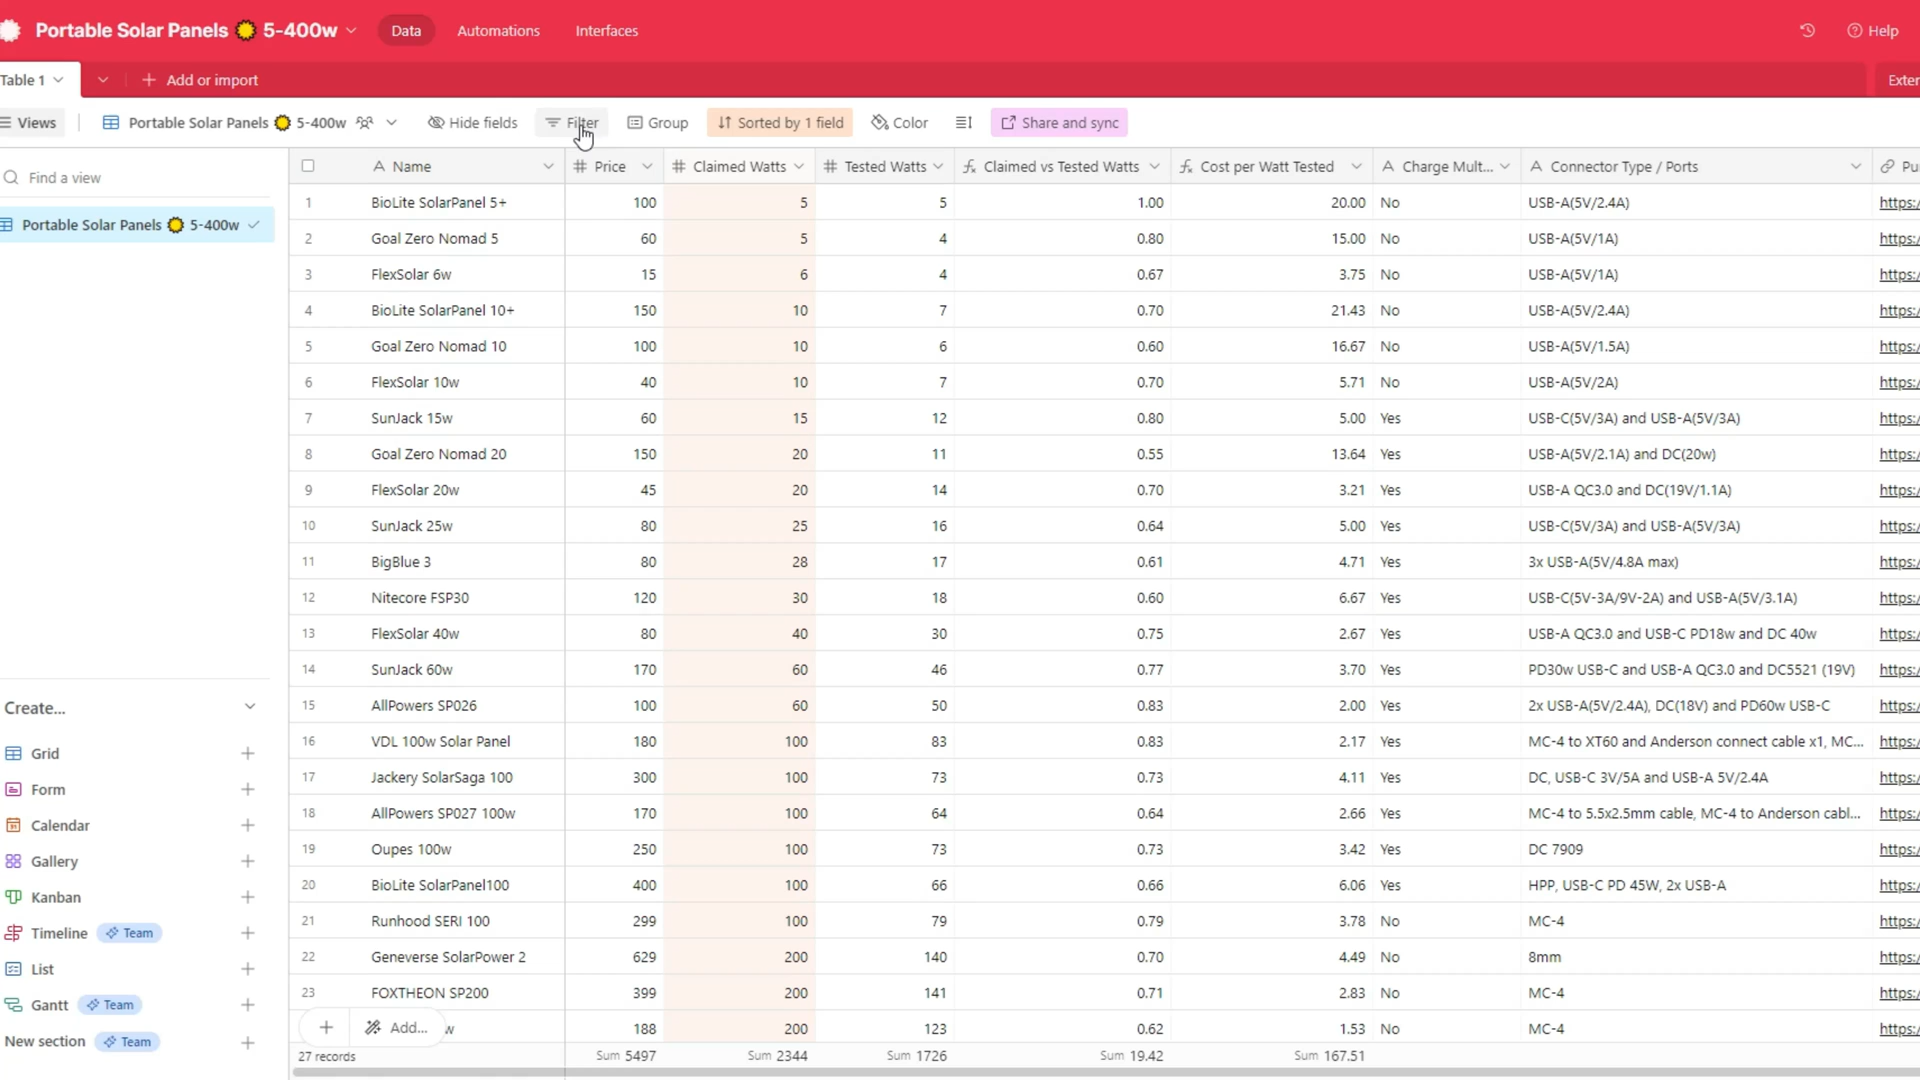 Portable Solar Panels 5-400w Data Automations Interfaces Help
Table 1 Add or import Exter
Views Portable Solar Panels 5-400w Hide fields Filter Group Sorted by 1 field Color Share and sync
Find a view
Portable Solar Panels 5-400w
Name Price Claimed Watts Tested Watts Claimed vs Tested Watts Cost per Watt Tested Charge Mult... Connector Type / Ports Pu
1 BioLite SolarPanel 5+ 100 5 5 1.00 20.00 No USB-A(5V/2.4A) https:/
2 Goal Zero Nomad 5 60 5 4 0.80 15.00 No USB-A(5V/1A) https:/
3 FlexSolar 6w 15 6 4 0.67 3.75 No USB-A(5V/1A) https:/
4 BioLite SolarPanel 10+ 150 10 7 0.70 21.43 No USB-A(5V/2.4A) https:/
5 Goal Zero Nomad 10 100 10 6 0.60 16.67 No USB-A(5V/1.5A) https:/
6 FlexSolar 10w 40 10 7 0.70 5.71 No USB-A(5V/2A) https:/
7 SunJack 15w 60 15 12 0.80 5.00 Yes USB-C(5V/3A) and USB-A(5V/3A) https:/
8 Goal Zero Nomad 20 150 20 11 0.55 13.64 Yes USB-A(5V/2.1A) and DC(20w) https:/
9 FlexSolar 20w 45 20 14 0.70 3.21 Yes USB-A QC3.0 and DC(19V/1.1A) https:/
10 SunJack 25w 80 25 16 0.64 5.00 Yes USB-C(5V/3A) and USB-A(5V/3A) https:/
11 BigBlue 3 80 28 17 0.61 4.71 Yes 3x USB-A(5V/4.8A max) https:/
12 Nitecore FSP30 120 30 18 0.60 6.67 Yes USB-C(5V-3A/9V-2A) and USB-A(5V/3.1A) https:/
13 FlexSolar 40w 80 40 30 0.75 2.67 Yes USB-A QC3.0 and USB-C PD18w and DC 40w https:/
14 SunJack 60w 170 60 46 0.77 3.70 Yes PD30w USB-C and USB-A QC3.0 and DC5521 (19V) https:/
15 AllPowers SP026 100 60 50 0.83 2.00 Yes 2x USB-A(5V/2.4A), DC(18V) and PD60w USB-C https:/
16 VDL 100w Solar Panel 180 100 83 0.83 2.17 Yes MC-4 to XT60 and Anderson connect cable x1, MC... https:/
17 Jackery SolarSaga 100 300 100 73 0.73 4.11 Yes DC, USB-C 3V/5A and USB-A 5V/2.4A https:/
18 AllPowers SP027 100w 170 100 64 0.64 2.66 Yes MC-4 to 5.5x2.5mm cable, MC-4 to Anderson cabl... https:/
19 Oupes 100w 250 100 73 0.73 3.42 Yes DC 7909 https:/
20 BioLite SolarPanel100 400 100 66 0.66 6.06 Yes HPP, USB-C PD 45W, 2x USB-A https:/
21 Runhood SERI 100 299 100 79 0.79 3.78 No MC-4 https:/
22 Geneverse SolarPower 2 629 200 140 0.70 4.49 No 8mm https:/
23 FOXTHEON SP200 399 200 141 0.71 2.83 No MC-4 https:/
Add... w 188 200 123 0.62 1.53 No MC-4 https:/
27 records Sum 5497 Sum 2344 Sum 1726 Sum 19.42 Sum 167.51
Create...
Grid
Form
Calendar
Gallery
Kanban
Timeline Team
List
Gantt Team
New section Team